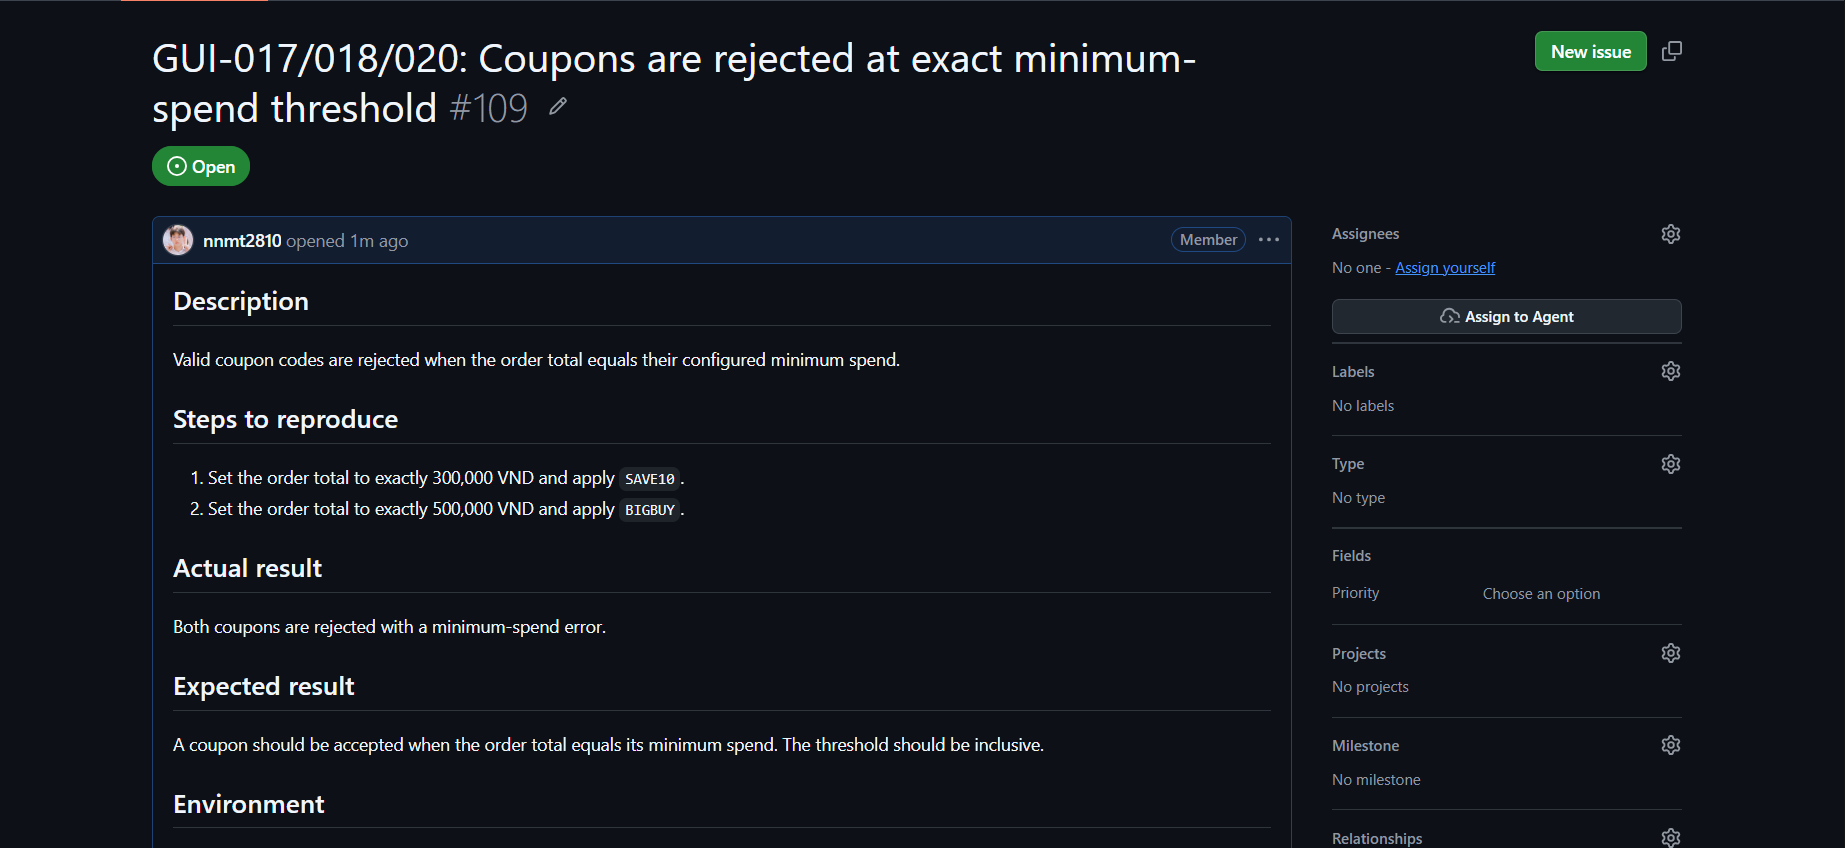 GUI-017/018/020: Coupons are rejected at exact minimum-
spend threshold #109
New issue
Open
nnmt2810 opened 1m ago
Member
Description
Valid coupon codes are rejected when the order total equals their configured minimum spend.
Steps to reproduce
1. Set the order total to exactly 300,000 VND and apply SAVE10.
2. Set the order total to exactly 500,000 VND and apply BIGBUY.
Actual result
Both coupons are rejected with a minimum-spend error.
Expected result
A coupon should be accepted when the order total equals its minimum spend. The threshold should be inclusive.
Environment
Assignees
No one - Assign yourself
Assign to Agent
Labels
No labels
Type
No type
Fields
Priority Choose an option
Projects
No projects
Milestone
No milestone
Relationships